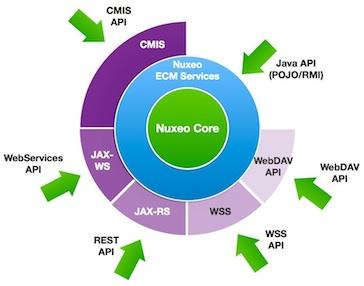 CMIS
API
CMIS
Nuxeo
ECM Services
Java API
(POJO/RMI)
Nuxeo Core
WebServices
API
JAX-
WS
WebDAV
API
WebDAV
API
JAX-RS
WSS
REST
API
WSS
API